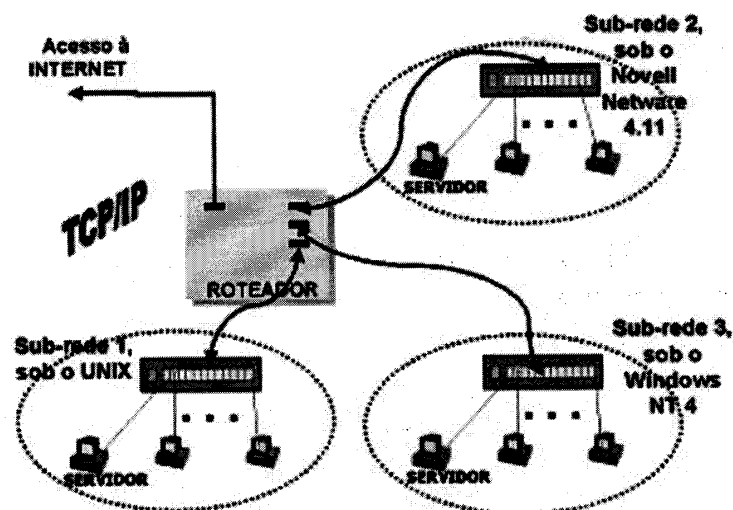 Acesso à
INTERNET
Sub-rede 2,
sob o
Novell
Netware
4.11
SERVIDOR
TCP/IP
ROTEADOR
Sub-rede 1,
sob o UNIX
SERVIDOR
Sub-rede 3,
sob o
Windows
NT 4
SERVIDOR